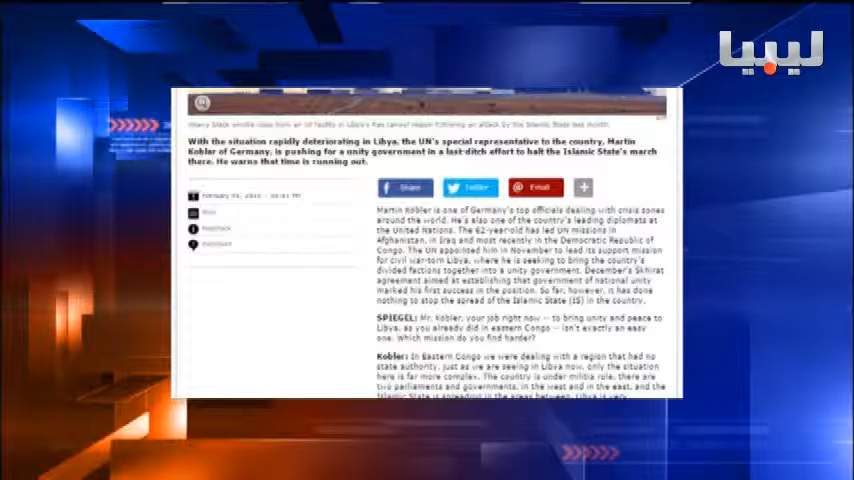 ليبيا
Heavy black smoke rises from an oil facility in Libya's Ras Lanouf region following an attack by the Islamic State last month.
With the situation rapidly deteriorating in Libya, the UN's special representative to the country, Martin
Kobler of Germany, is pushing for a unity government in a last-ditch effort to halt the Islamic State's march
there. He warns that time is running out.
Share
Twitter
Email
+
Print
Feedback
Comment
Martin Kobler is one of Germany's top officials dealing with crisis zones
around the world. He's also one of the country's leading diplomats at
the United Nations. The 62-year-old has led UN missions in
Afghanistan, in Iraq and most recently in the Democratic Republic of
Congo. The UN appointed him in November to lead its support mission
for civil war-torn Libya, where he is seeking to bring the country's
divided factions together into a unity government. December's Skhirat
agreement aimed at establishing that government of national unity
marked his first success in the position. So far, however, it has done
nothing to stop the spread of the Islamic State (IS) in the country.
SPIEGEL: Mr. Kobler, your job right now -- to bring unity and peace to
Libya, as you already did in eastern Congo -- isn't exactly an easy
one. Which mission do you find harder?
Kobler: In Eastern Congo we were dealing with a region that had no
state authority, just as we are seeing in Libya now, only the situation
here is far more complex. The country is under militia rule, there are
two parliaments and governments, in the west and in the east, and the
Islamic State is spreading in the areas between. Libya is very